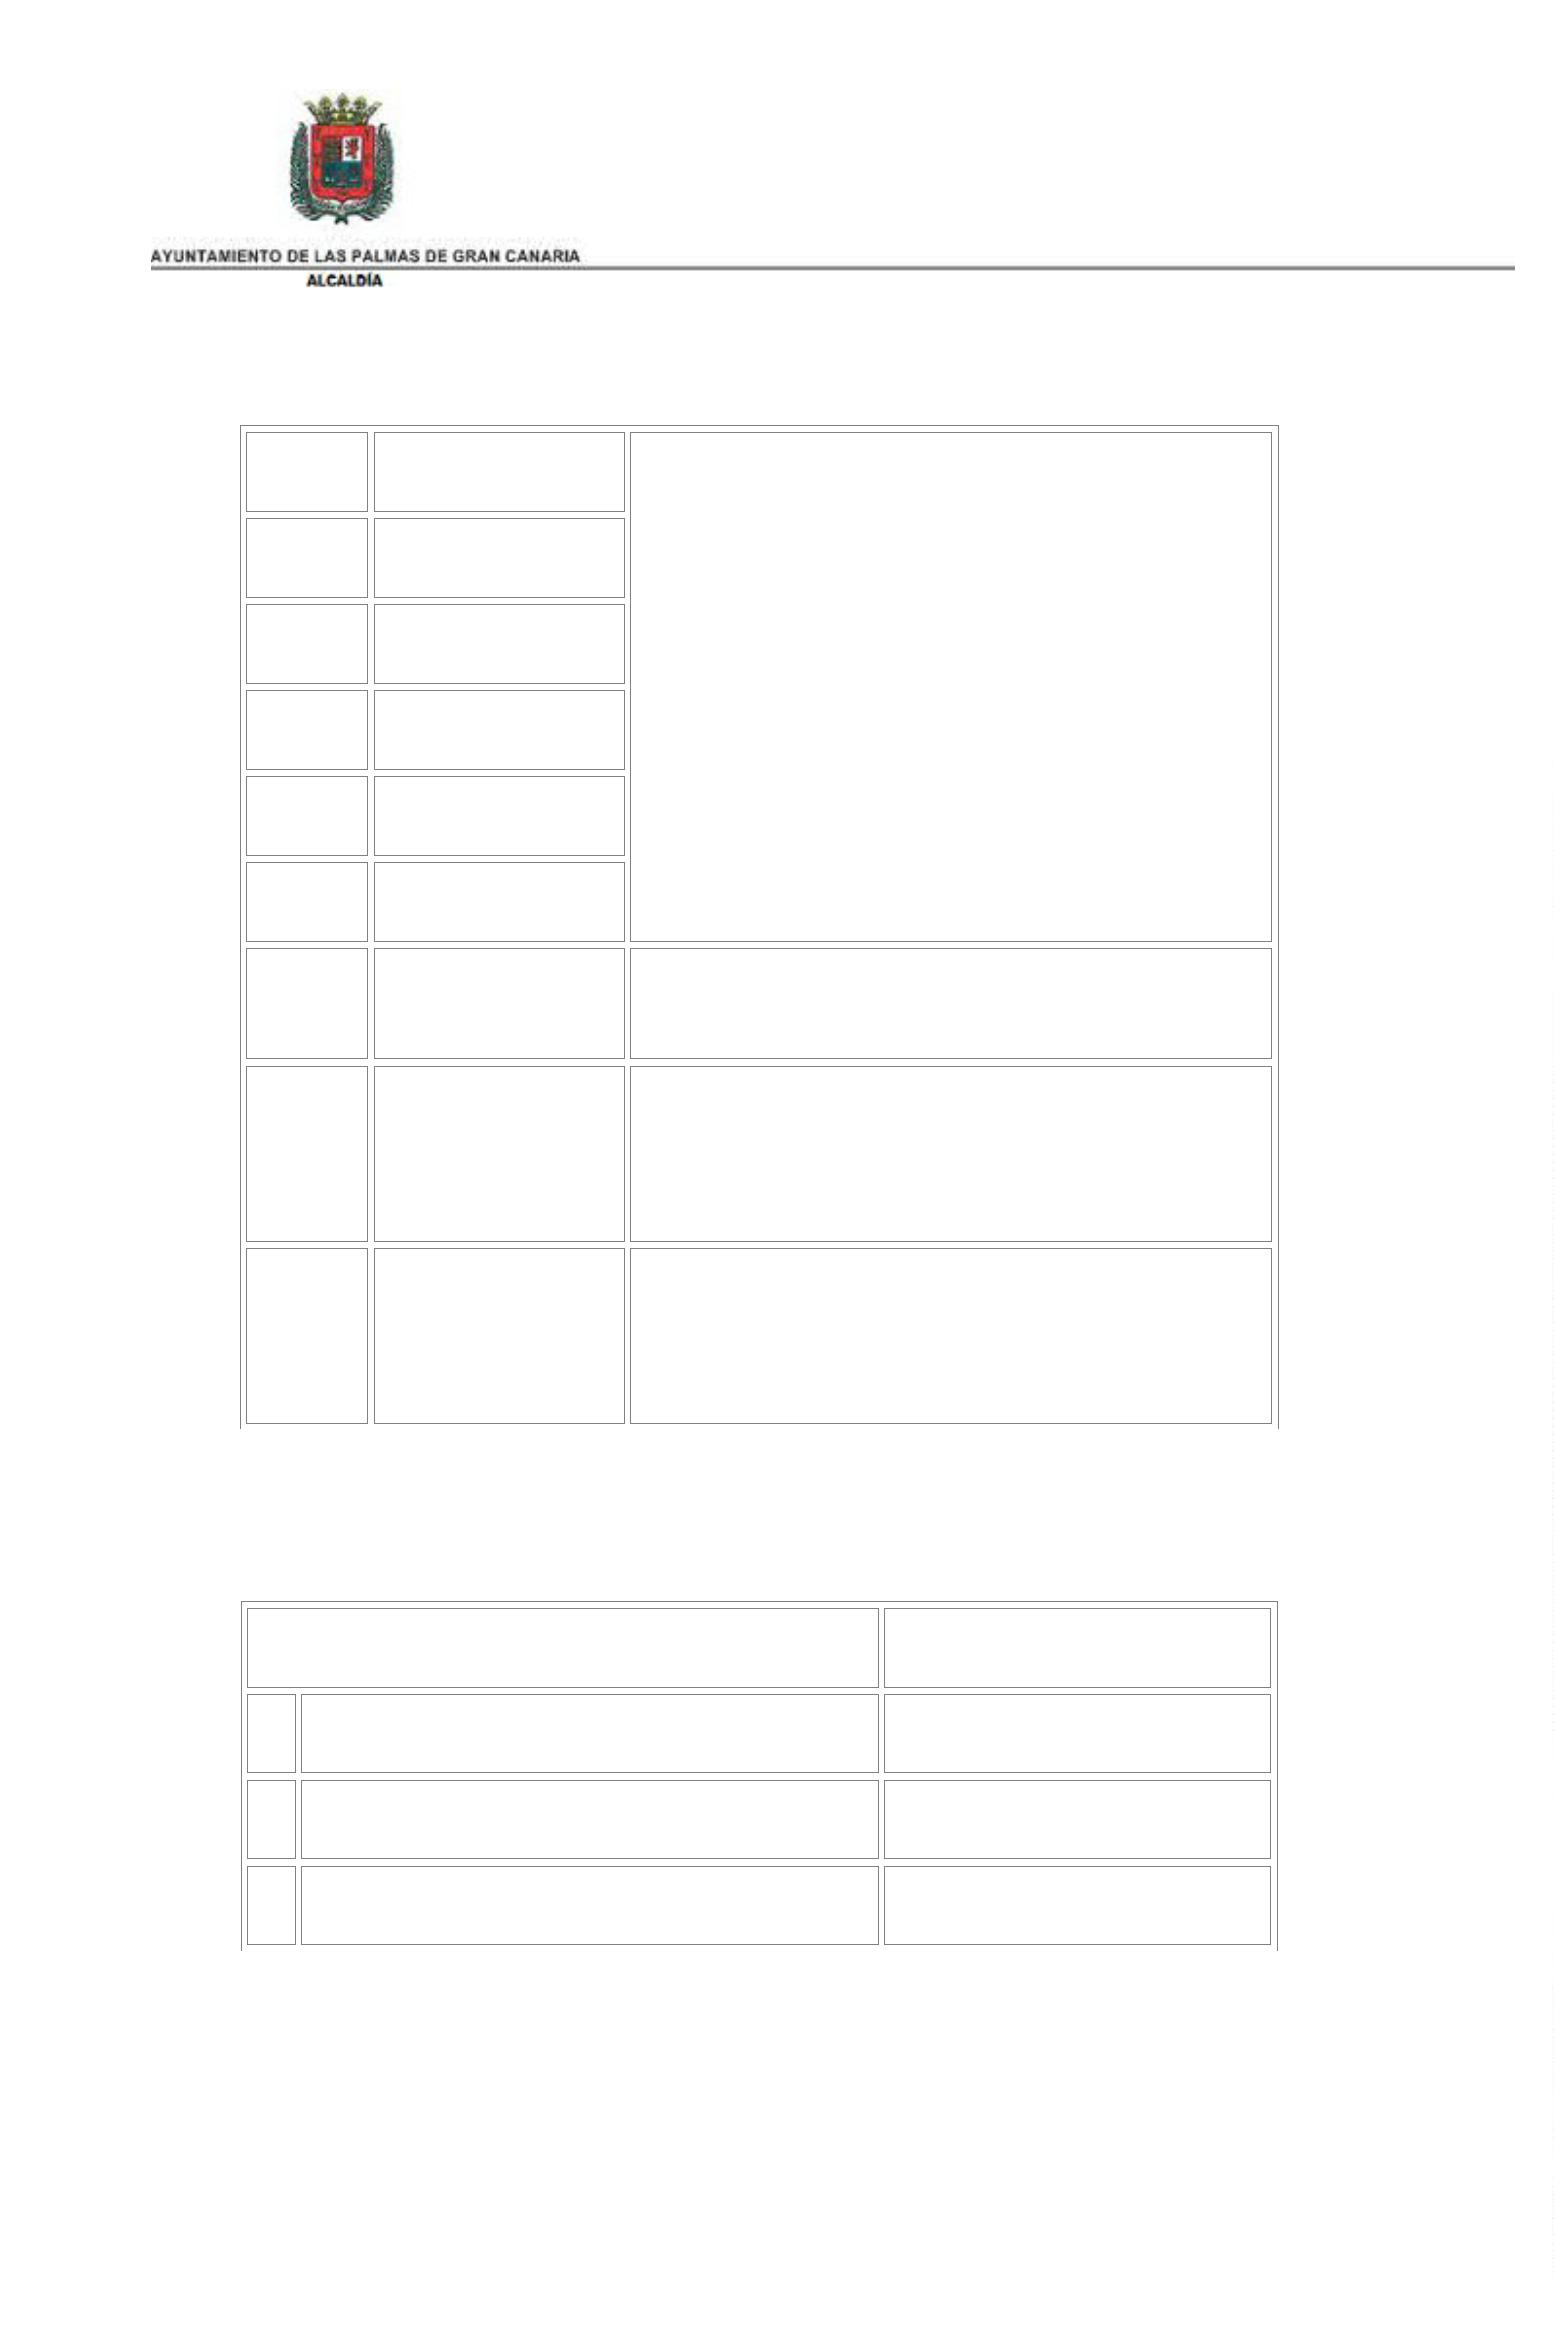 AYUNTAMIENTO DE LAS PALMAS DE GRAN CANARIA
ALCALDÍA